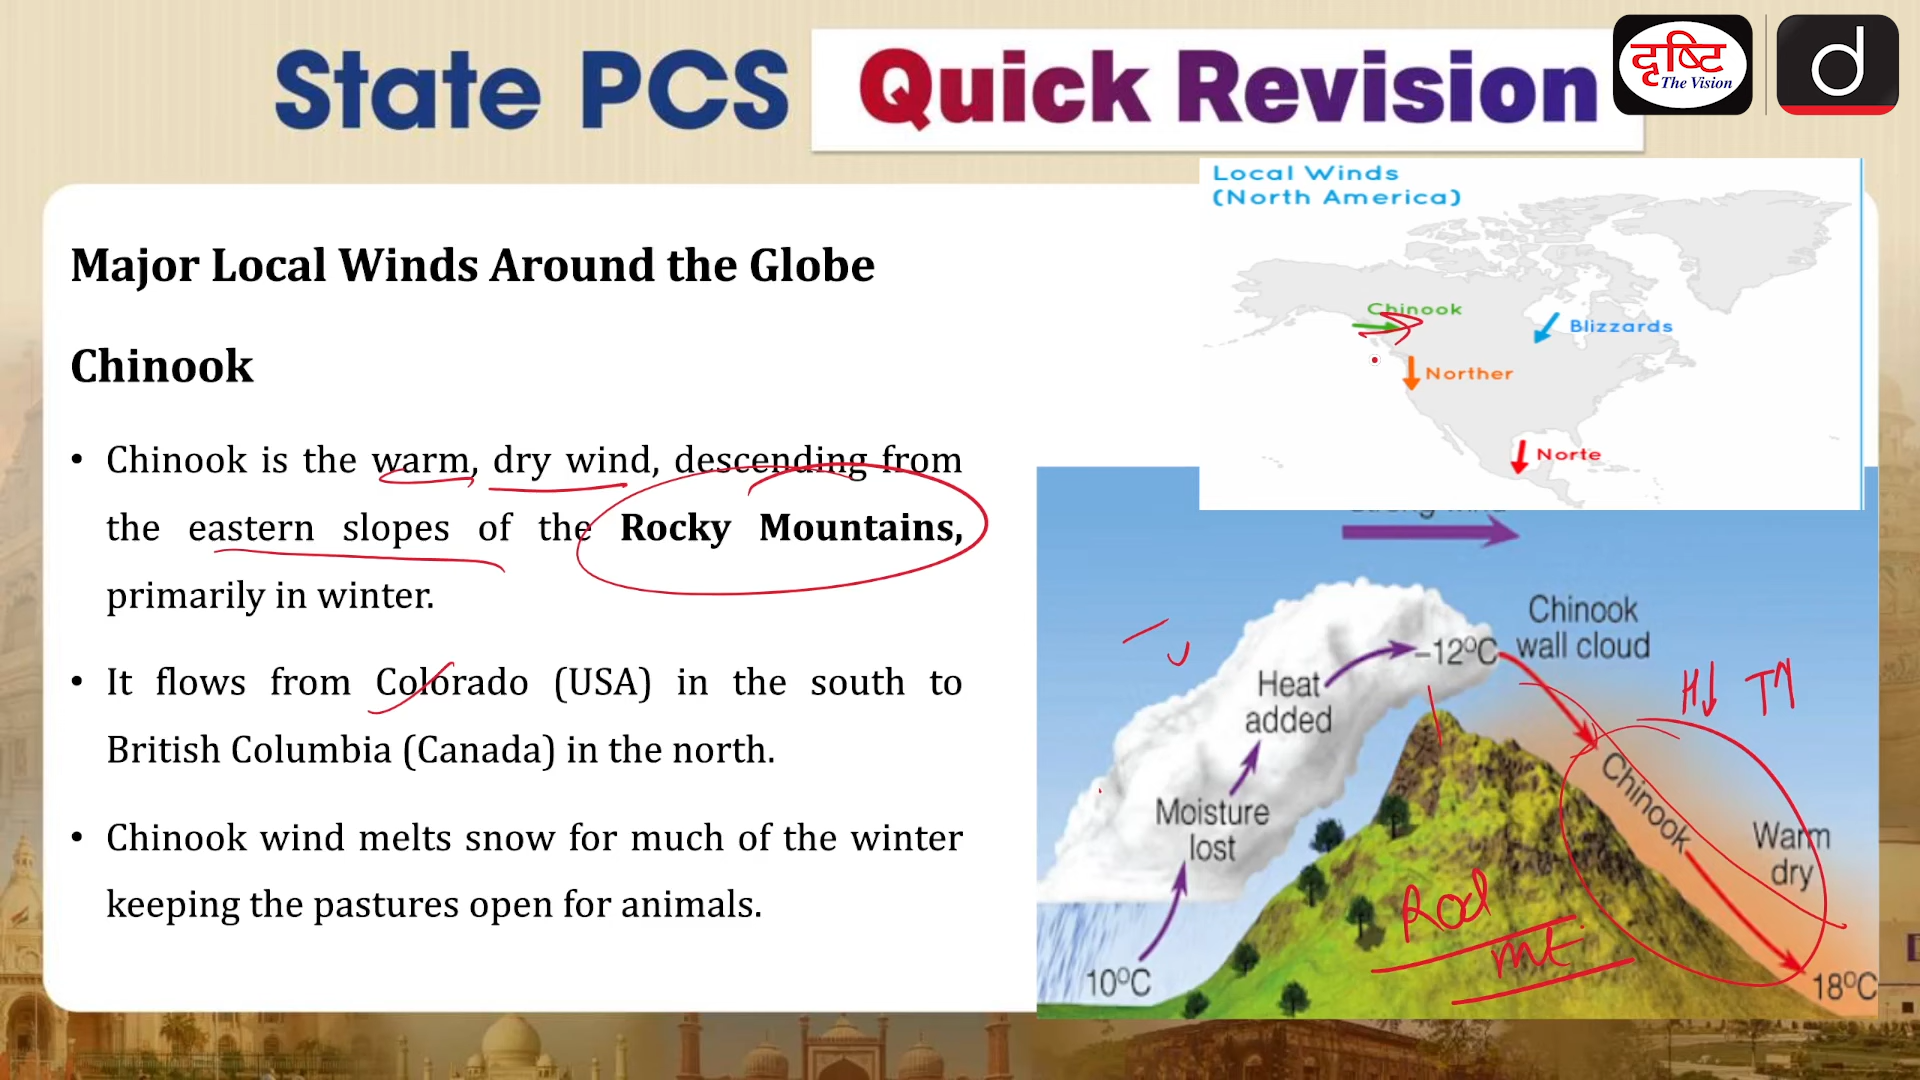 State PCS Quick Revision
दृष्टि
The Vision
d
Local Winds
(North America)
Chinook
Blizzards
Norther
Norte
Major Local Winds Around the Globe
Chinook
• Chinook is the warm, dry wind, descending from
the eastern slopes of the Rocky Mountains,
primarily in winter.
• It flows from Colorado (USA) in the south to
British Columbia (Canada) in the north.
• Chinook wind melts snow for much of the winter
keeping the pastures open for animals.
Chinook
wall cloud
–12ºC
Heat
added
Moisture
lost
10ºC
H↓ T↑
Chinook
Warm
dry
18ºC
mt